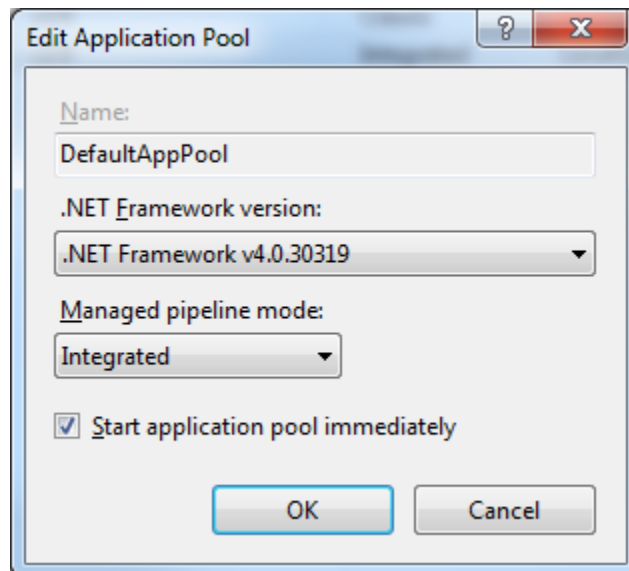 Edit Application Pool
Name:
DefaultAppPool
.NET Framework version:
.NET Framework v4.0.30319
Managed pipeline mode:
Integrated
Start application pool immediately
OK Cancel